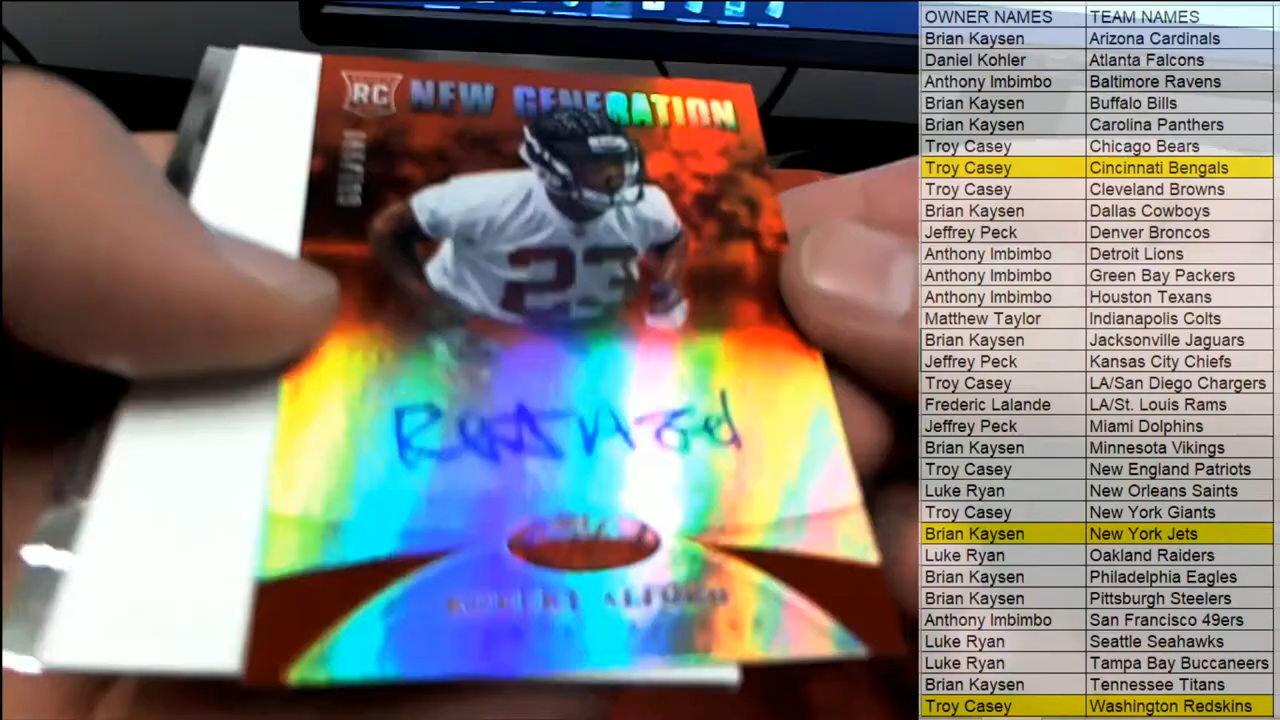 RC NEW GENERATION
23
ROBERT ALFORD
OWNER NAMES TEAM NAMES
Brian Kaysen Arizona Cardinals
Daniel Kohler Atlanta Falcons
Anthony Imbimbo Baltimore Ravens
Brian Kaysen Buffalo Bills
Brian Kaysen Carolina Panthers
Troy Casey Chicago Bears
Troy Casey Cincinnati Bengals
Troy Casey Cleveland Browns
Brian Kaysen Dallas Cowboys
Jeffrey Peck Denver Broncos
Anthony Imbimbo Detroit Lions
Anthony Imbimbo Green Bay Packers
Anthony Imbimbo Houston Texans
Matthew Taylor Indianapolis Colts
Brian Kaysen Jacksonville Jaguars
Jeffrey Peck Kansas City Chiefs
Troy Casey LA/San Diego Chargers
Frederic Lalande LA/St. Louis Rams
Jeffrey Peck Miami Dolphins
Brian Kaysen Minnesota Vikings
Troy Casey New England Patriots
Luke Ryan New Orleans Saints
Troy Casey New York Giants
Brian Kaysen New York Jets
Luke Ryan Oakland Raiders
Brian Kaysen Philadelphia Eagles
Brian Kaysen Pittsburgh Steelers
Anthony Imbimbo San Francisco 49ers
Luke Ryan Seattle Seahawks
Luke Ryan Tampa Bay Buccaneers
Brian Kaysen Tennessee Titans
Troy Casey Washington Redskins